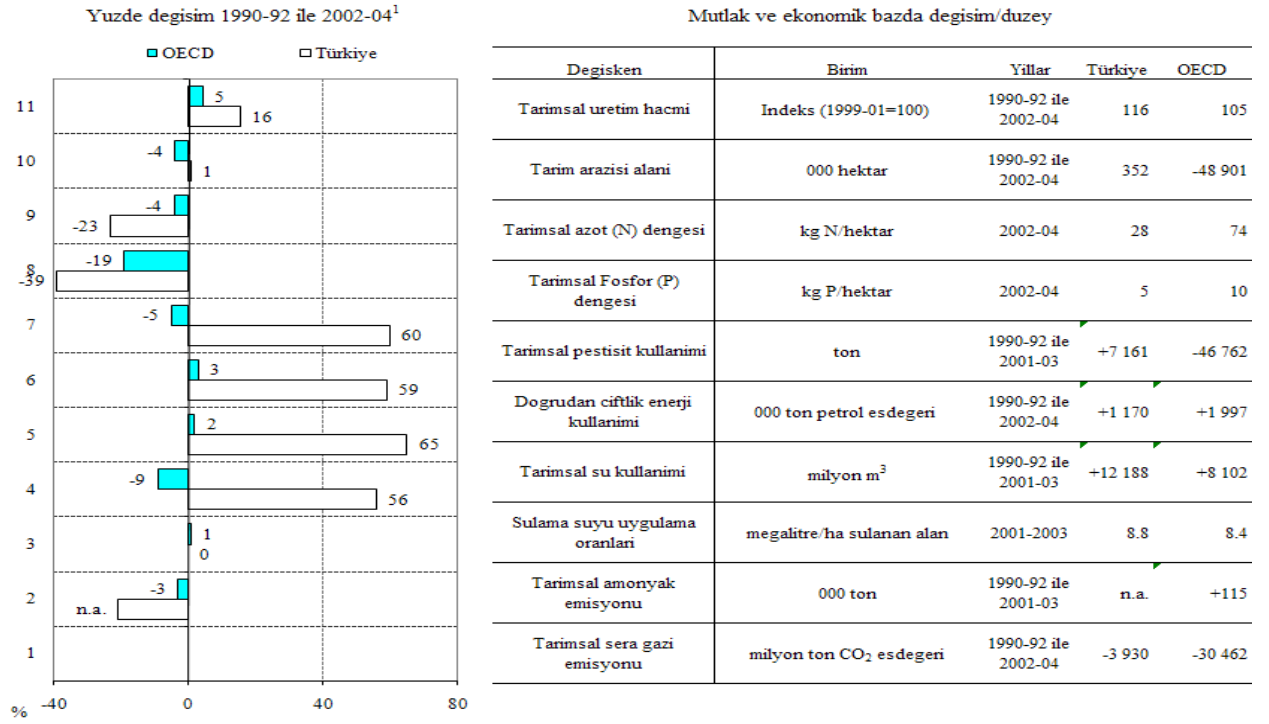 Yuzde degisim 1990-92 ile 2002-04¹
OECD Türkiye
11 5
16
10 -4
1
9 -4
-23
8 -19
-39
7 -5
60
6 3
59
5 2
65
4 -9
56
3 1
0
2 -3
n.a.
1
% -40 0 40 80
Mutlak ve ekonomik bazda degisim/duzey
Degisken Birim Yillar Türkiye OECD
Tarimsal uretim hacmi Indeks (1999-01=100) 1990-92 ile 2002-04 116 105
Tarim arazisi alani 000 hektar 1990-92 ile 2002-04 352 -48 901
Tarimsal azot (N) dengesi kg N/hektar 2002-04 28 74
Tarimsal Fosfor (P) dengesi kg P/hektar 2002-04 5 10
Tarimsal pestisit kullanimi ton 1990-92 ile 2001-03 +7 161 -46 762
Dogrudan ciftlik enerji kullanimi 000 ton petrol esdegeri 1990-92 ile 2002-04 +1 170 +1 997
Tarimsal su kullanimi milyon m³ 1990-92 ile 2001-03 +12 188 +8 102
Sulama suyu uygulama oranlari megalitre/ha sulanan alan 2001-2003 8.8 8.4
Tarimsal amonyak emisyonu 000 ton 1990-92 ile 2001-03 n.a. +115
Tarimsal sera gazi emisyonu milyon ton CO₂ esdegeri 1990-92 ile 2002-04 -3 930 -30 462